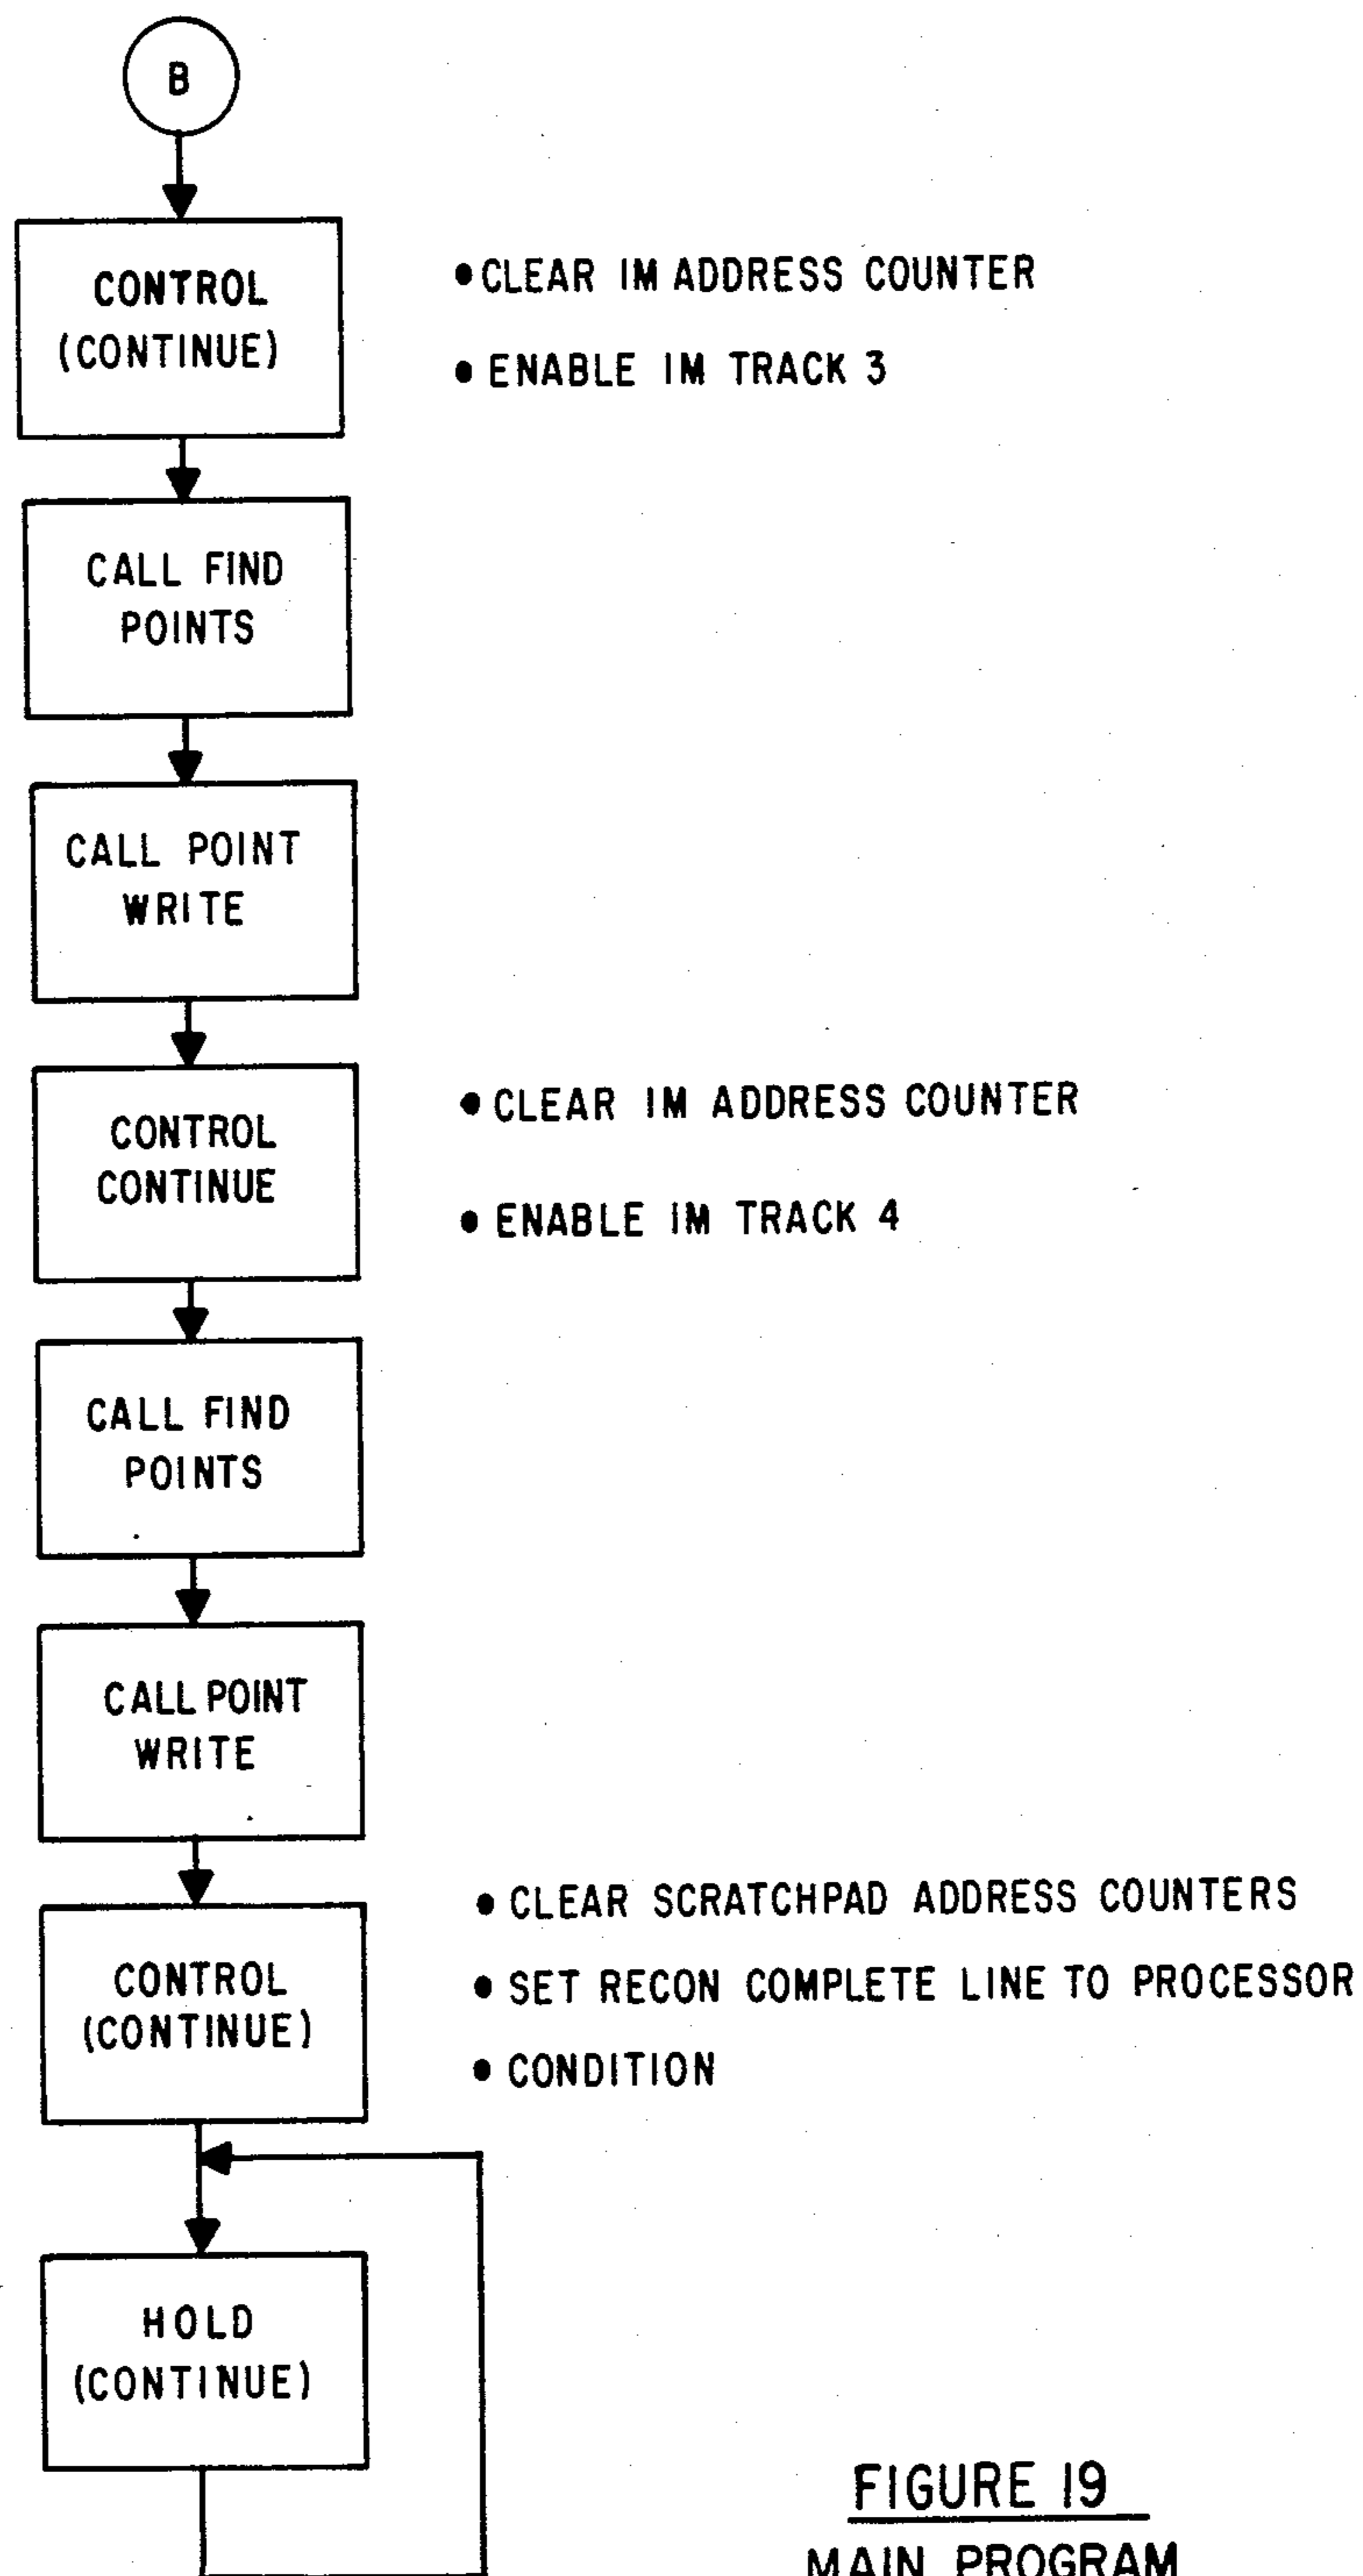 B
CONTROL
(CONTINUE)
• CLEAR IM ADDRESS COUNTER
• ENABLE IM TRACK 3
CALL FIND
POINTS
CALL POINT
WRITE
CONTROL
CONTINUE
• CLEAR IM ADDRESS COUNTER
• ENABLE IM TRACK 4
CALL FIND
POINTS
CALL POINT
WRITE
CONTROL
(CONTINUE)
• CLEAR SCRATCHPAD ADDRESS COUNTERS
• SET RECON COMPLETE LINE TO PROCESSOR
• CONDITION
HOLD
(CONTINUE)
FIGURE 19
MAIN PROGRAM